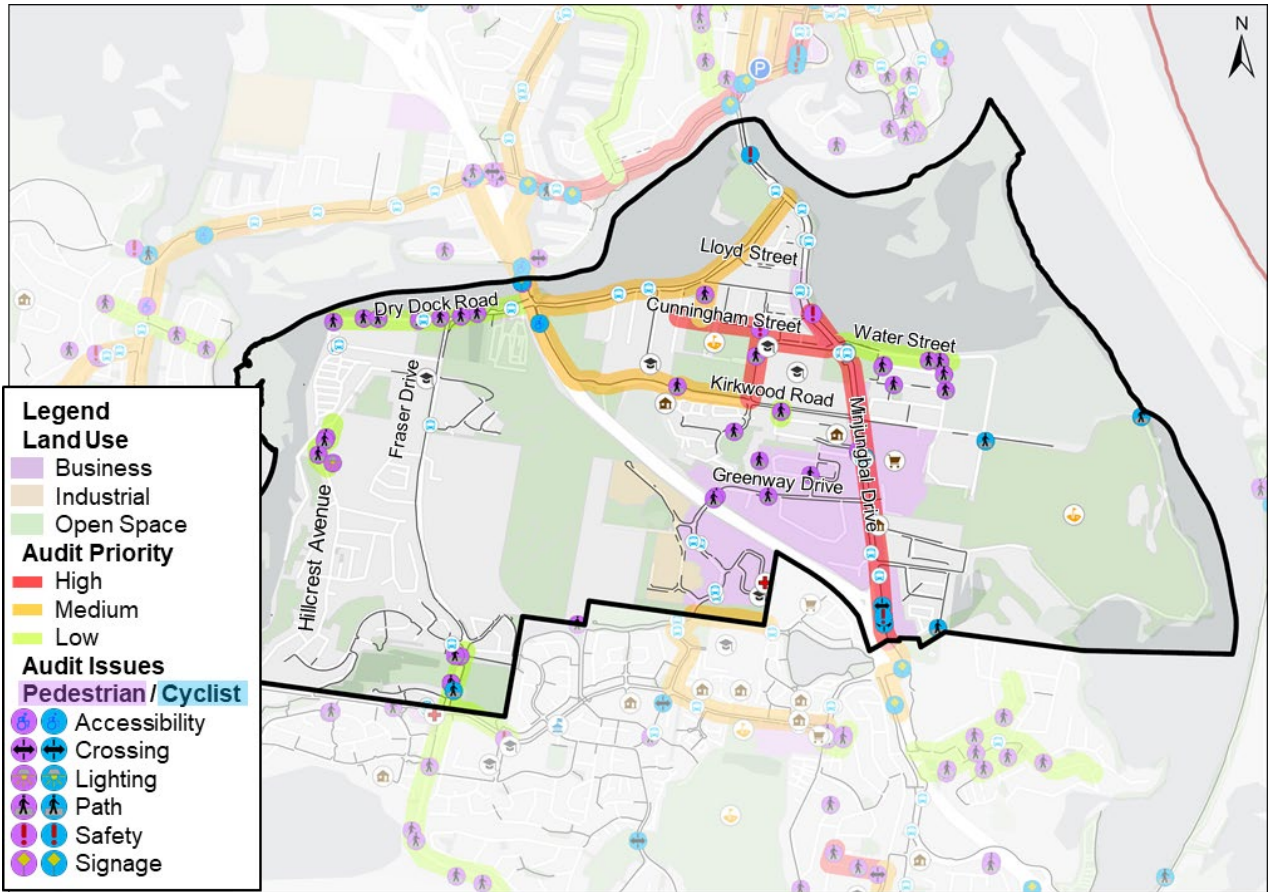 N
P
Lloyd Street
Dry Dock Road
Cunningham Street
Water Street
Fraser Drive
Kirkwood Road
Minjungbal Drive
Greenway Drive
Hillcrest Avenue
Legend
Land Use
Business
Industrial
Open Space
Audit Priority
High
Medium
Low
Audit Issues
Pedestrian / Cyclist
Accessibility
Crossing
Lighting
Path
Safety
Signage